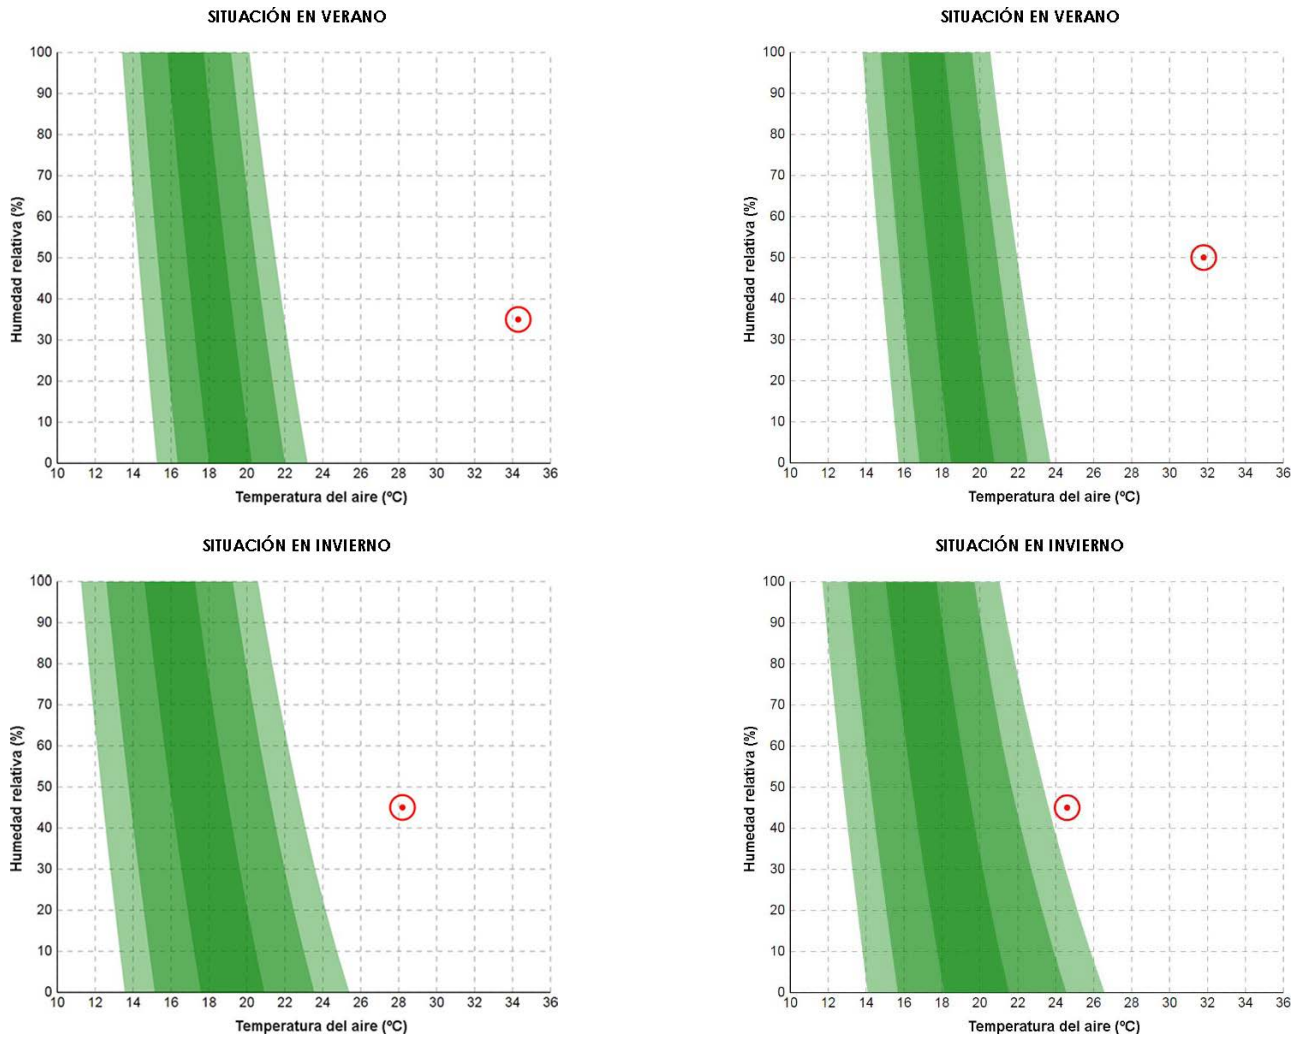 SITUACIÓN EN VERANO
100
90
80
70
60
50
40
30
20
10
0
Humedad relativa (%)
10 12 14 16 18 20 22 24 26 28 30 32 34 36
Temperatura del aire (ºC)
SITUACIÓN EN VERANO
100
90
80
70
60
50
40
30
20
10
0
Humedad relativa (%)
10 12 14 16 18 20 22 24 26 28 30 32 34 36
Temperatura del aire (ºC)
SITUACIÓN EN INVIERNO
100
90
80
70
60
50
40
30
20
10
0
Humedad relativa (%)
10 12 14 16 18 20 22 24 26 28 30 32 34 36
Temperatura del aire (ºC)
SITUACIÓN EN INVIERNO
100
90
80
70
60
50
40
30
20
10
0
Humedad relativa (%)
10 12 14 16 18 20 22 24 26 28 30 32 34 36
Temperatura del aire (ºC)